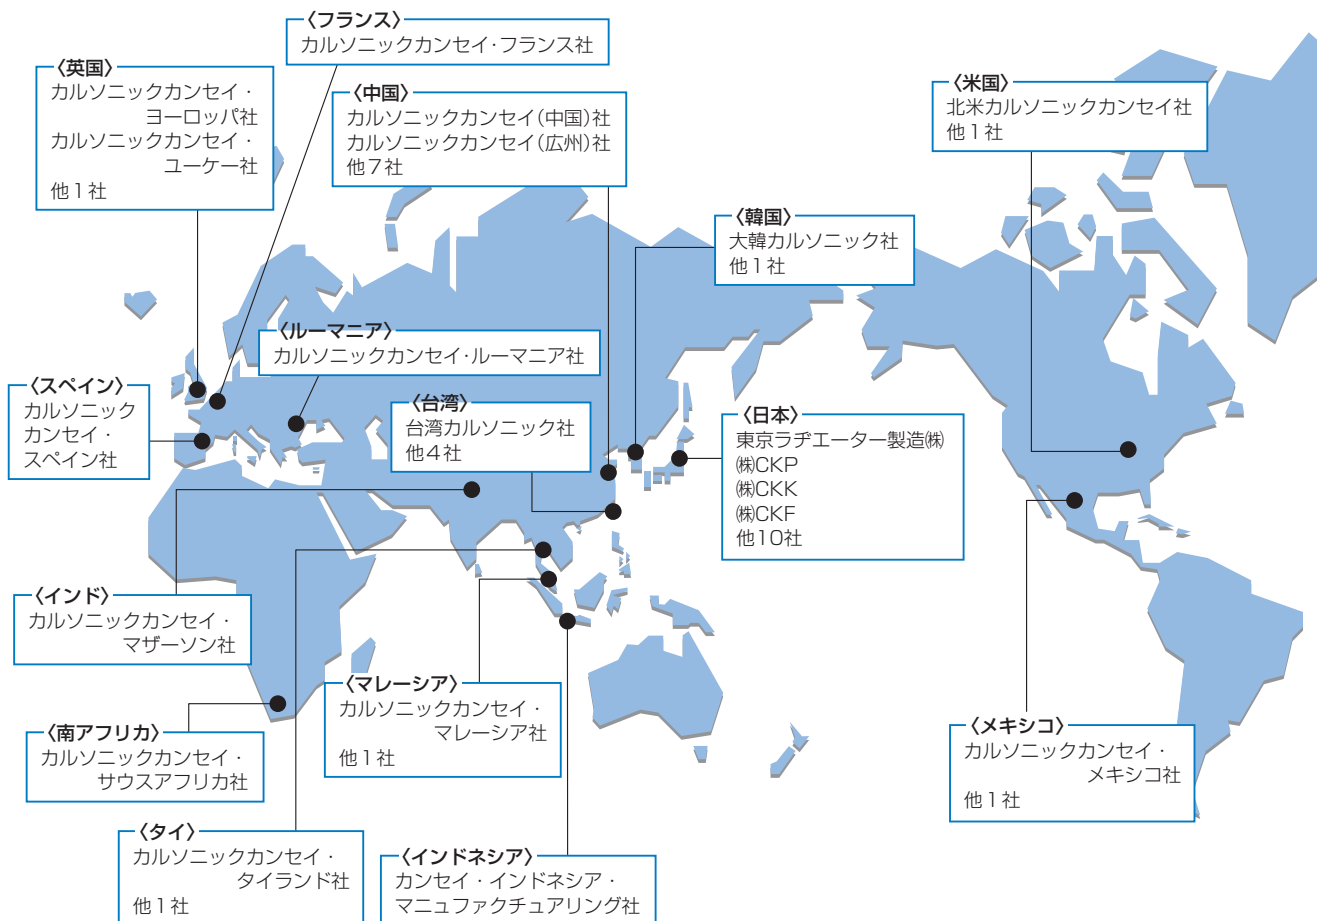 〈フランス〉
カルソニックカンセイ・フランス社
〈英国〉
カルソニックカンセイ・
ヨーロッパ社
カルソニックカンセイ・
ユーケー社
他1社
〈中国〉
カルソニックカンセイ(中国)社
カルソニックカンセイ(広州)社
他7社
〈米国〉
北米カルソニックカンセイ社
他1社
〈韓国〉
大韓カルソニック社
他1社
〈ルーマニア〉
カルソニックカンセイ・ルーマニア社
〈スペイン〉
カルソニック
カンセイ・
スペイン社
〈台湾〉
台湾カルソニック社
他4社
〈日本〉
東京ラヂエーター製造㈱
㈱CKP
㈱CKK
㈱CKF
他10社
〈インド〉
カルソニックカンセイ・
マザーソン社
〈マレーシア〉
カルソニックカンセイ・
マレーシア社
他1社
〈南アフリカ〉
カルソニックカンセイ・
サウスアフリカ社
〈メキシコ〉
カルソニックカンセイ・
メキシコ社
他1社
〈タイ〉
カルソニックカンセイ・
タイランド社
他1社
〈インドネシア〉
カンセイ・インドネシア・
マニュファクチュアリング社